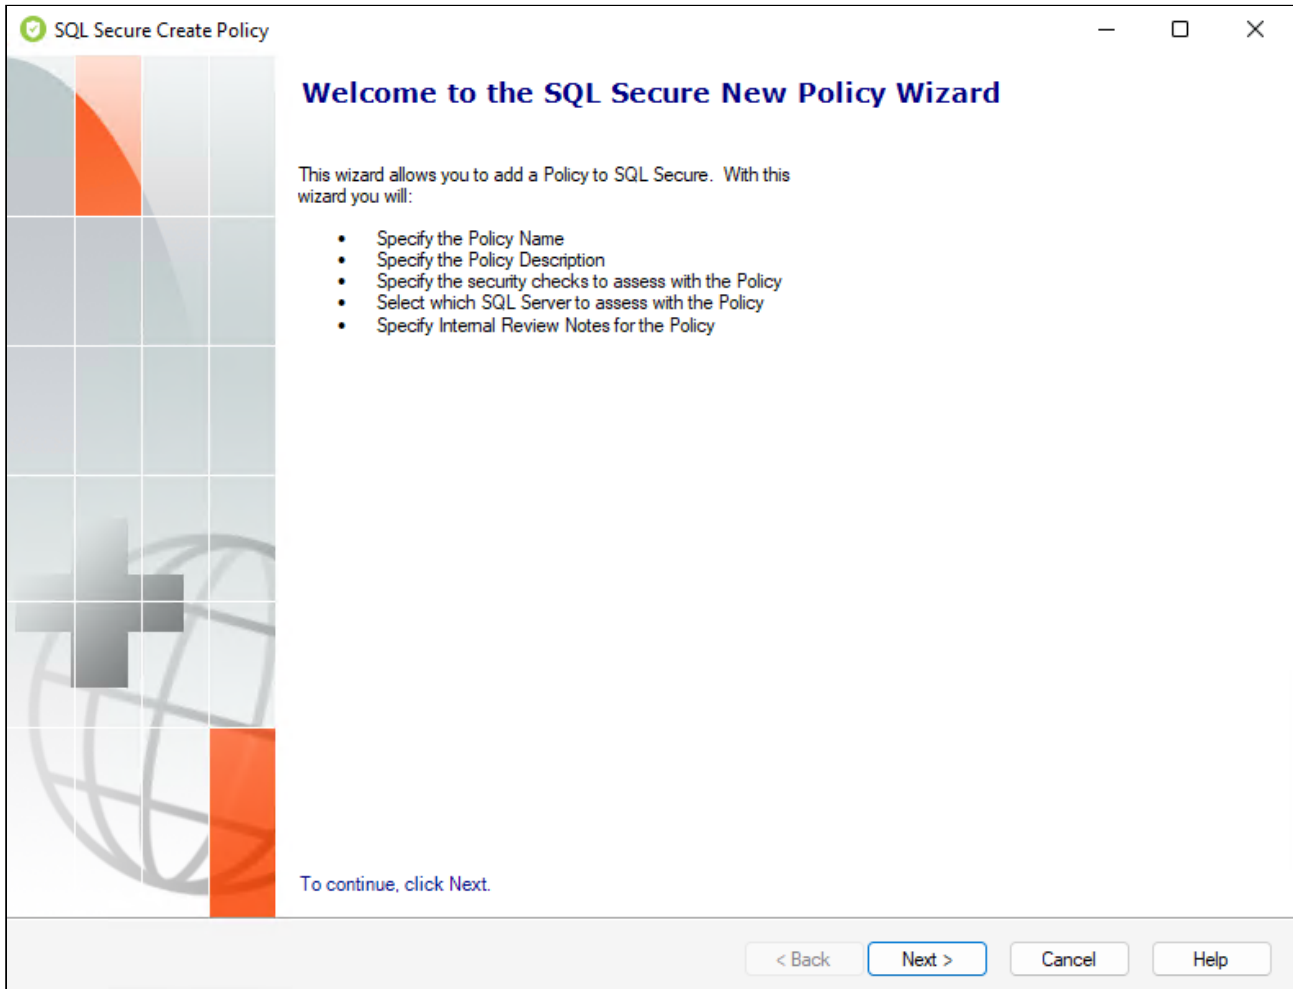 SQL Secure Create Policy
Welcome to the SQL Secure New Policy Wizard
This wizard allows you to add a Policy to SQL Secure.  With this
wizard you will:
• Specify the Policy Name
• Specify the Policy Description
• Specify the security checks to assess with the Policy
• Select which SQL Server to assess with the Policy
• Specify Internal Review Notes for the Policy
To continue, click Next.
< Back Next > Cancel Help